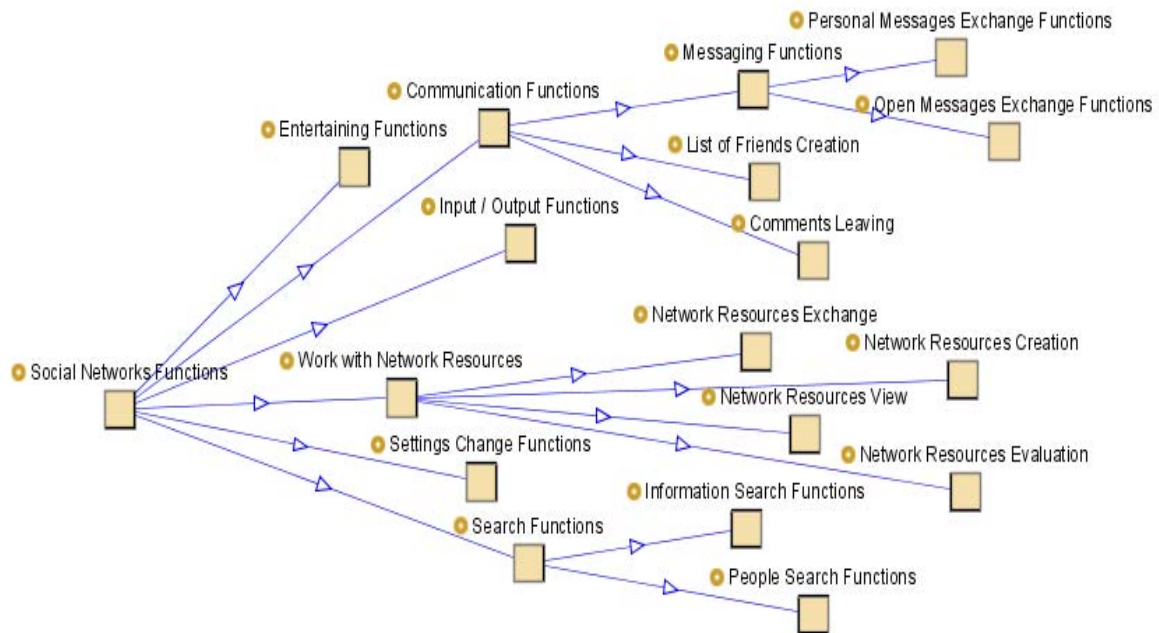 Personal Messages Exchange Functions
Messaging Functions
Communication Functions
Open Messages Exchange Functions
Entertaining Functions
List of Friends Creation
Input / Output Functions
Comments Leaving
Network Resources Exchange
Network Resources Creation
Work with Network Resources
Social Networks Functions
Network Resources View
Settings Change Functions
Network Resources Evaluation
Information Search Functions
Search Functions
People Search Functions